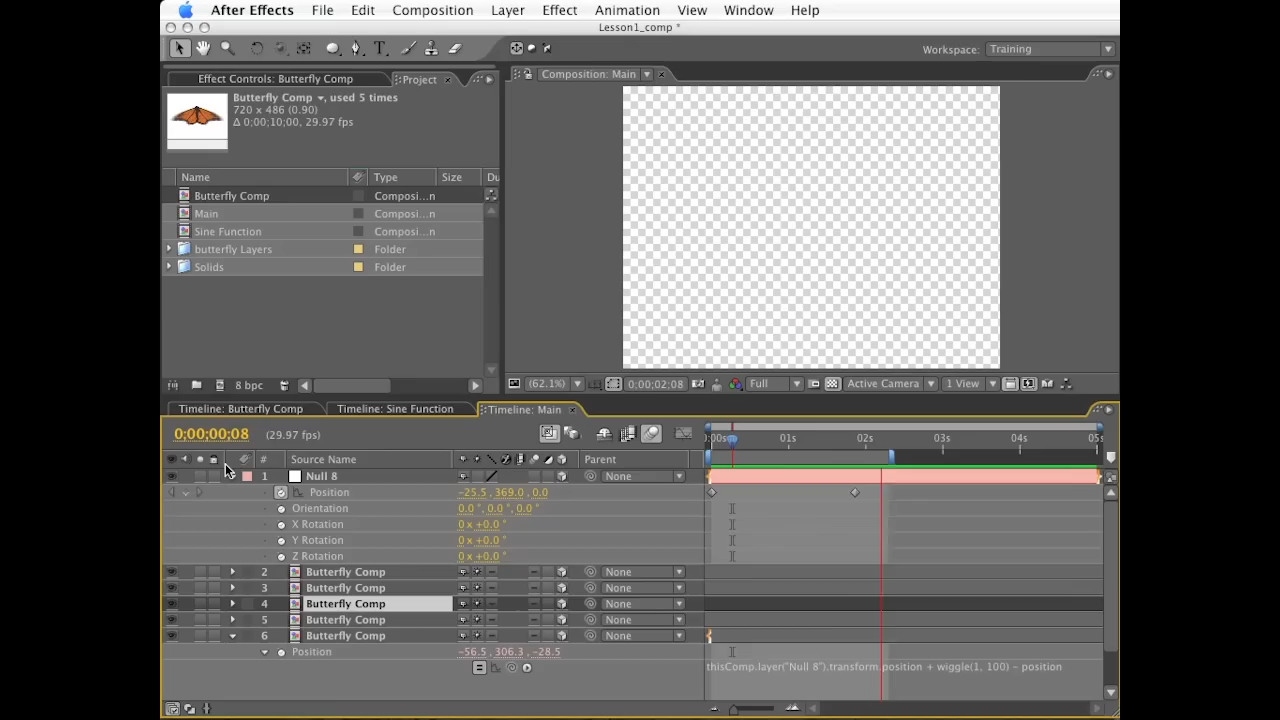 After Effects File Edit Composition Layer Effect Animation View Window Help
Lesson1_comp *
Workspace: Training
Effect Controls: Butterfly Comp Project
Composition: Main
Butterfly Comp , used 5 times
720 x 486 (0.90)
Δ 0;00;10;00, 29.97 fps
Name Type Size Du
Butterfly Comp Composi...n
Main Composi...n
Sine Function Composi...n
butterfly Layers Folder
Solids Folder
8 bpc
(62.1%) 0;00;02;08 Full Active Camera 1 View
Timeline: Butterfly Comp Timeline: Sine Function Timeline: Main
0;00;00;08 (29.97 fps)
):00s 01s 02s 03s 04s 05s
# Source Name Parent
1 Null 8 None
Position -25.5 , 369.0 , 0.0
Orientation 0.0 °, 0.0 °, 0.0 °
X Rotation 0 x +0.0 °
Y Rotation 0 x +0.0 °
Z Rotation 0 x +0.0 °
2 Butterfly Comp None
3 Butterfly Comp None
4 Butterfly Comp None
5 Butterfly Comp None
6 Butterfly Comp None
Position -56.5 , 306.3 , -28.5
thisComp.layer("Null 8").transform.position + wiggle(1, 100) - position